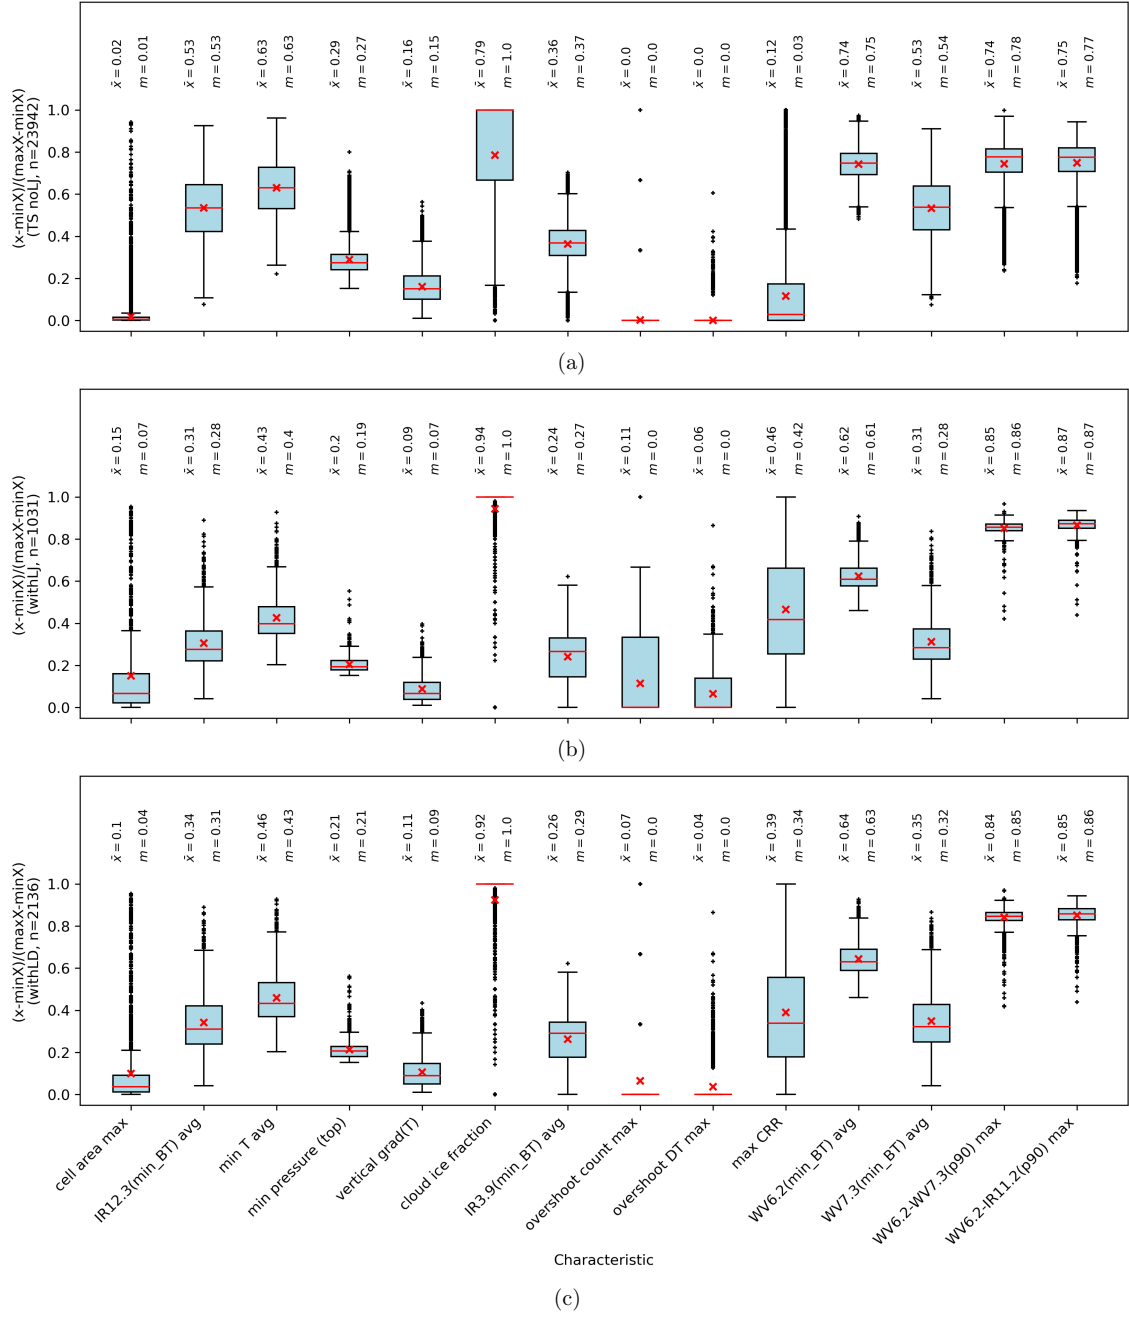 x̄ = 0.02
m = 0.01
x̄ = 0.53
m = 0.53
x̄ = 0.63
m = 0.63
x̄ = 0.29
m = 0.27
x̄ = 0.16
m = 0.15
x̄ = 0.79
m = 1.0
x̄ = 0.36
m = 0.37
x̄ = 0.0
m = 0.0
x̄ = 0.0
m = 0.0
x̄ = 0.12
m = 0.03
x̄ = 0.74
m = 0.75
x̄ = 0.53
m = 0.54
x̄ = 0.74
m = 0.78
x̄ = 0.75
m = 0.77
(x-minX)/(maxX-minX)
(TS noLJ, n=23942)
1.0
0.8
0.6
0.4
0.2
0.0
(a)
x̄ = 0.15
m = 0.07
x̄ = 0.31
m = 0.28
x̄ = 0.43
m = 0.4
x̄ = 0.2
m = 0.19
x̄ = 0.09
m = 0.07
x̄ = 0.94
m = 1.0
x̄ = 0.24
m = 0.27
x̄ = 0.11
m = 0.0
x̄ = 0.06
m = 0.0
x̄ = 0.46
m = 0.42
x̄ = 0.62
m = 0.61
x̄ = 0.31
m = 0.28
x̄ = 0.85
m = 0.86
x̄ = 0.87
m = 0.87
(x-minX)/(maxX-minX)
(withLJ, n=1031)
1.0
0.8
0.6
0.4
0.2
0.0
(b)
x̄ = 0.1
m = 0.04
x̄ = 0.34
m = 0.31
x̄ = 0.46
m = 0.43
x̄ = 0.21
m = 0.21
x̄ = 0.11
m = 0.09
x̄ = 0.92
m = 1.0
x̄ = 0.26
m = 0.29
x̄ = 0.07
m = 0.0
x̄ = 0.04
m = 0.0
x̄ = 0.39
m = 0.34
x̄ = 0.64
m = 0.63
x̄ = 0.35
m = 0.32
x̄ = 0.84
m = 0.85
x̄ = 0.85
m = 0.86
(x-minX)/(maxX-minX)
(withLD, n=2136)
1.0
0.8
0.6
0.4
0.2
0.0
cell area max
IR12.3(min_BT) avg
min T avg
min pressure (top)
vertical grad(T)
cloud ice fraction
IR3.9(min_BT) avg
overshoot count max
overshoot DT max
max CRR
WV6.2(min_BT) avg
WV7.3(min_BT) avg
WV6.2-WV7.3(p90) max
WV6.2-IR11.2(p90) max
Characteristic
(c)